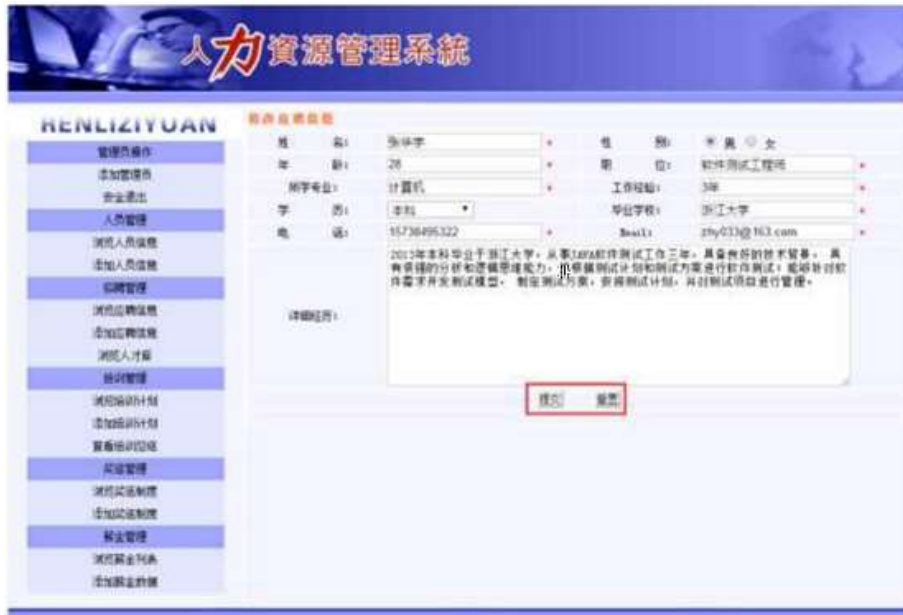 人力資源管理系統
RENLIZIYUAN
管理员操作
添加管理员
安全退出
人员管理
浏览人员信息
添加人员信息
招聘管理
浏览应聘信息
添加应聘信息
浏览人才库
培训管理
浏览培训计划
添加培训计划
查看培训总结
奖惩管理
浏览奖惩制度
添加奖惩制度
薪金管理
浏览薪金列表
添加薪金数据
修改应聘信息
姓 名: 张华宇 * 性 别: 男 女
年 龄: 28 * 职 位: 软件测试工程师 *
所学专业: 计算机 * 工作经验: 3年 *
学 历: 本科 毕业学校: 浙江大学 *
电 话: 15738495322 * Email: zhy033@163.com *
2013年本科毕业于浙江大学,从事JAVA软件测试工作三年,具备良好的技术背景, 具
有很强的分析和逻辑思维能力, 根据测试计划和测试方案进行软件测试;能够针对软
件需求开发测试模型, 制定测试方案,安排测试计划,并对测试项目进行管理。
详细经历:
提交 重置